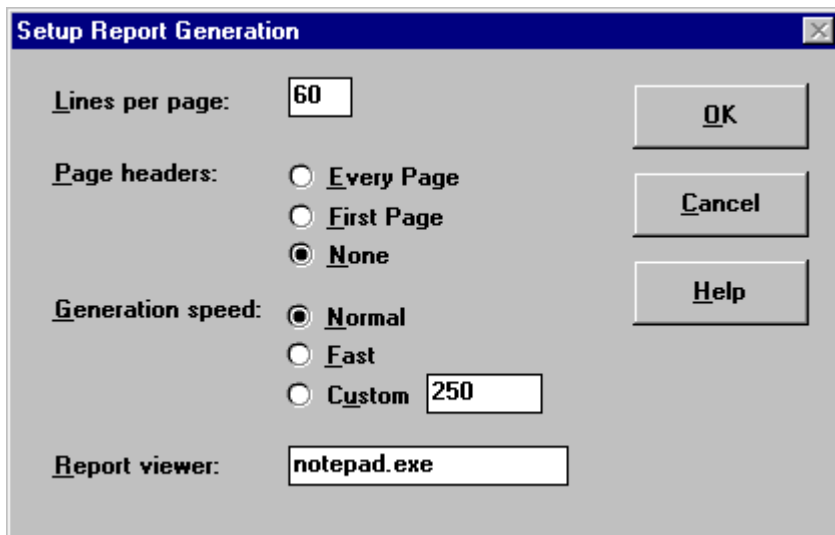 Setup Report Generation
Lines per page: 60
OK
Page headers:
Every Page
First Page
None
Cancel
Help
Generation speed:
Normal
Fast
Custom 250
Report viewer: notepad.exe